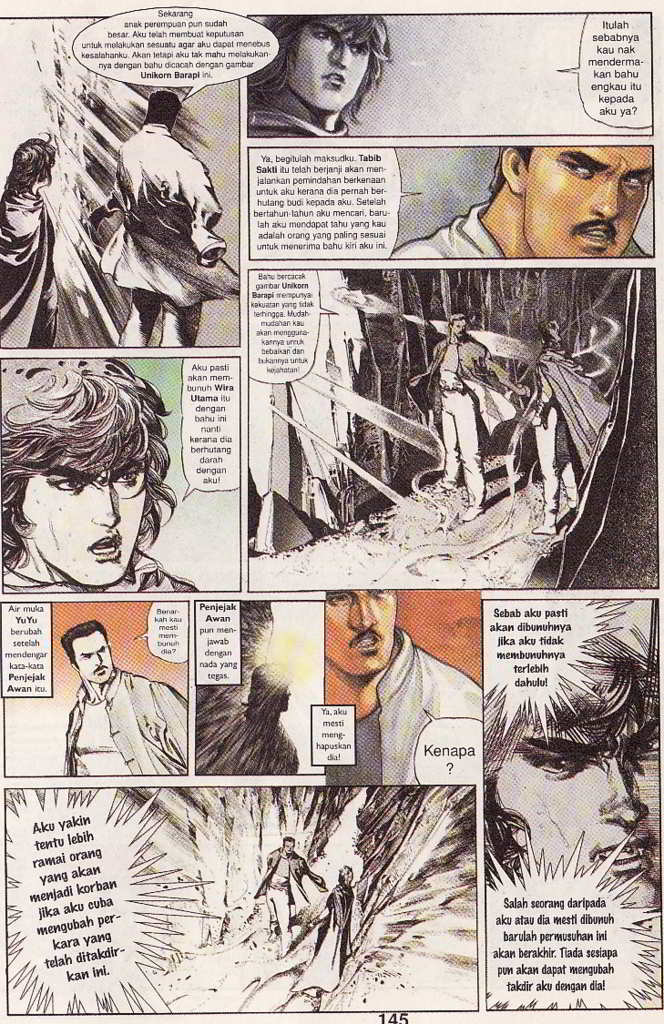 Sekarang
anak perempuan pun sudah
besar. Aku telah membuat keputusan
untuk melakukan sesuatu agar aku dapat menebus
kesalahanku. Akan tetapi aku tak mahu melakukan-
nya dengan bahu dicacah dengan gambar
Unikorn Barapi ini.
Itulah
sebabnya
kau nak
menderma-
kan bahu
engkau itu
kepada
aku ya?
Ya, begitulah maksudku. Tabib
Sakti itu telah berjanji akan men-
jalankan pemindahan berkenaan
untuk aku kerana dia pernah ber-
hutang budi kepada aku. Setelah
bertahun-tahun aku mencari, baru-
lah aku mendapat tahu yang kau
adalah orang yang paling sesuai
untuk menerima bahu kiri aku ini.
Bahu bercacak
gambar Unikorn
Barapi mempunyai
kekuatan yang tidak
terhingga. Mudah-
mudahan kau
akan mengguna-
kannya untuk
kebaikan dan
bukannya untuk
kejahatan!
Aku pasti
akan mem-
bunuh Wira
Utama itu
dengan
bahu ini
nanti
kerana dia
berhutang
darah
dengan
aku!
Air muka
YuYu
berubah
setelah
mendengar
kata-kata
Penjejak
Awan itu.
Benar-
kah kau
mesti
mem-
bunuh
dia?
Penjejak
Awan
pun men-
jawab
dengan
nada yang
tegas.
Ya, aku
mesti
meng-
hapuskan
dia!
Kenapa
?
Sebab aku pasti
akan dibunuhnya
jika aku tidak
membunuhnya
terlebih
dahulu!
Aku yakin
tentu lebih
ramai orang
yang akan
menjadi korban
jika aku cuba
mengubah per-
kara yang
telah ditakdir-
kan ini.
Salah seorang daripada
aku atau dia mesti dibunuh
barulah permusuhan ini
akan berakhir. Tiada sesiapa
pun akan dapat mengubah
takdir aku dengan dia!
145